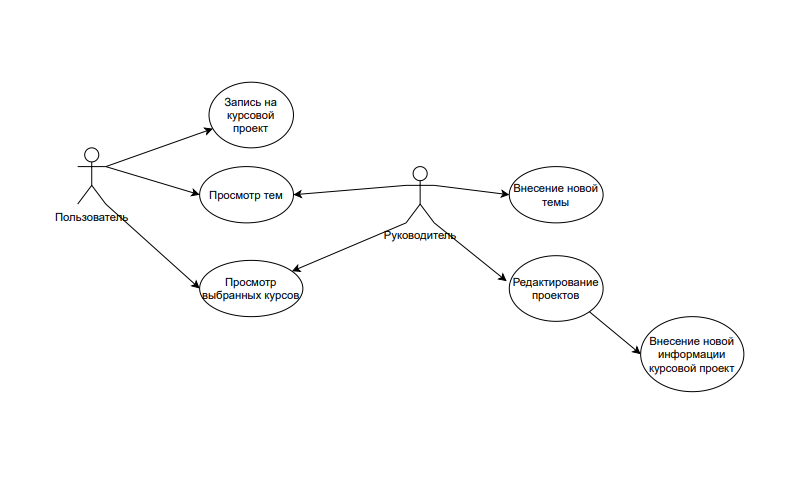 Запись на
курсовой
проект
Просмотр тем
Внесение новой
темы
Пользователь
Руководитель
Просмотр
выбранных курсов
Редактирование
проектов
Внесение новой
информации
курсовой проект